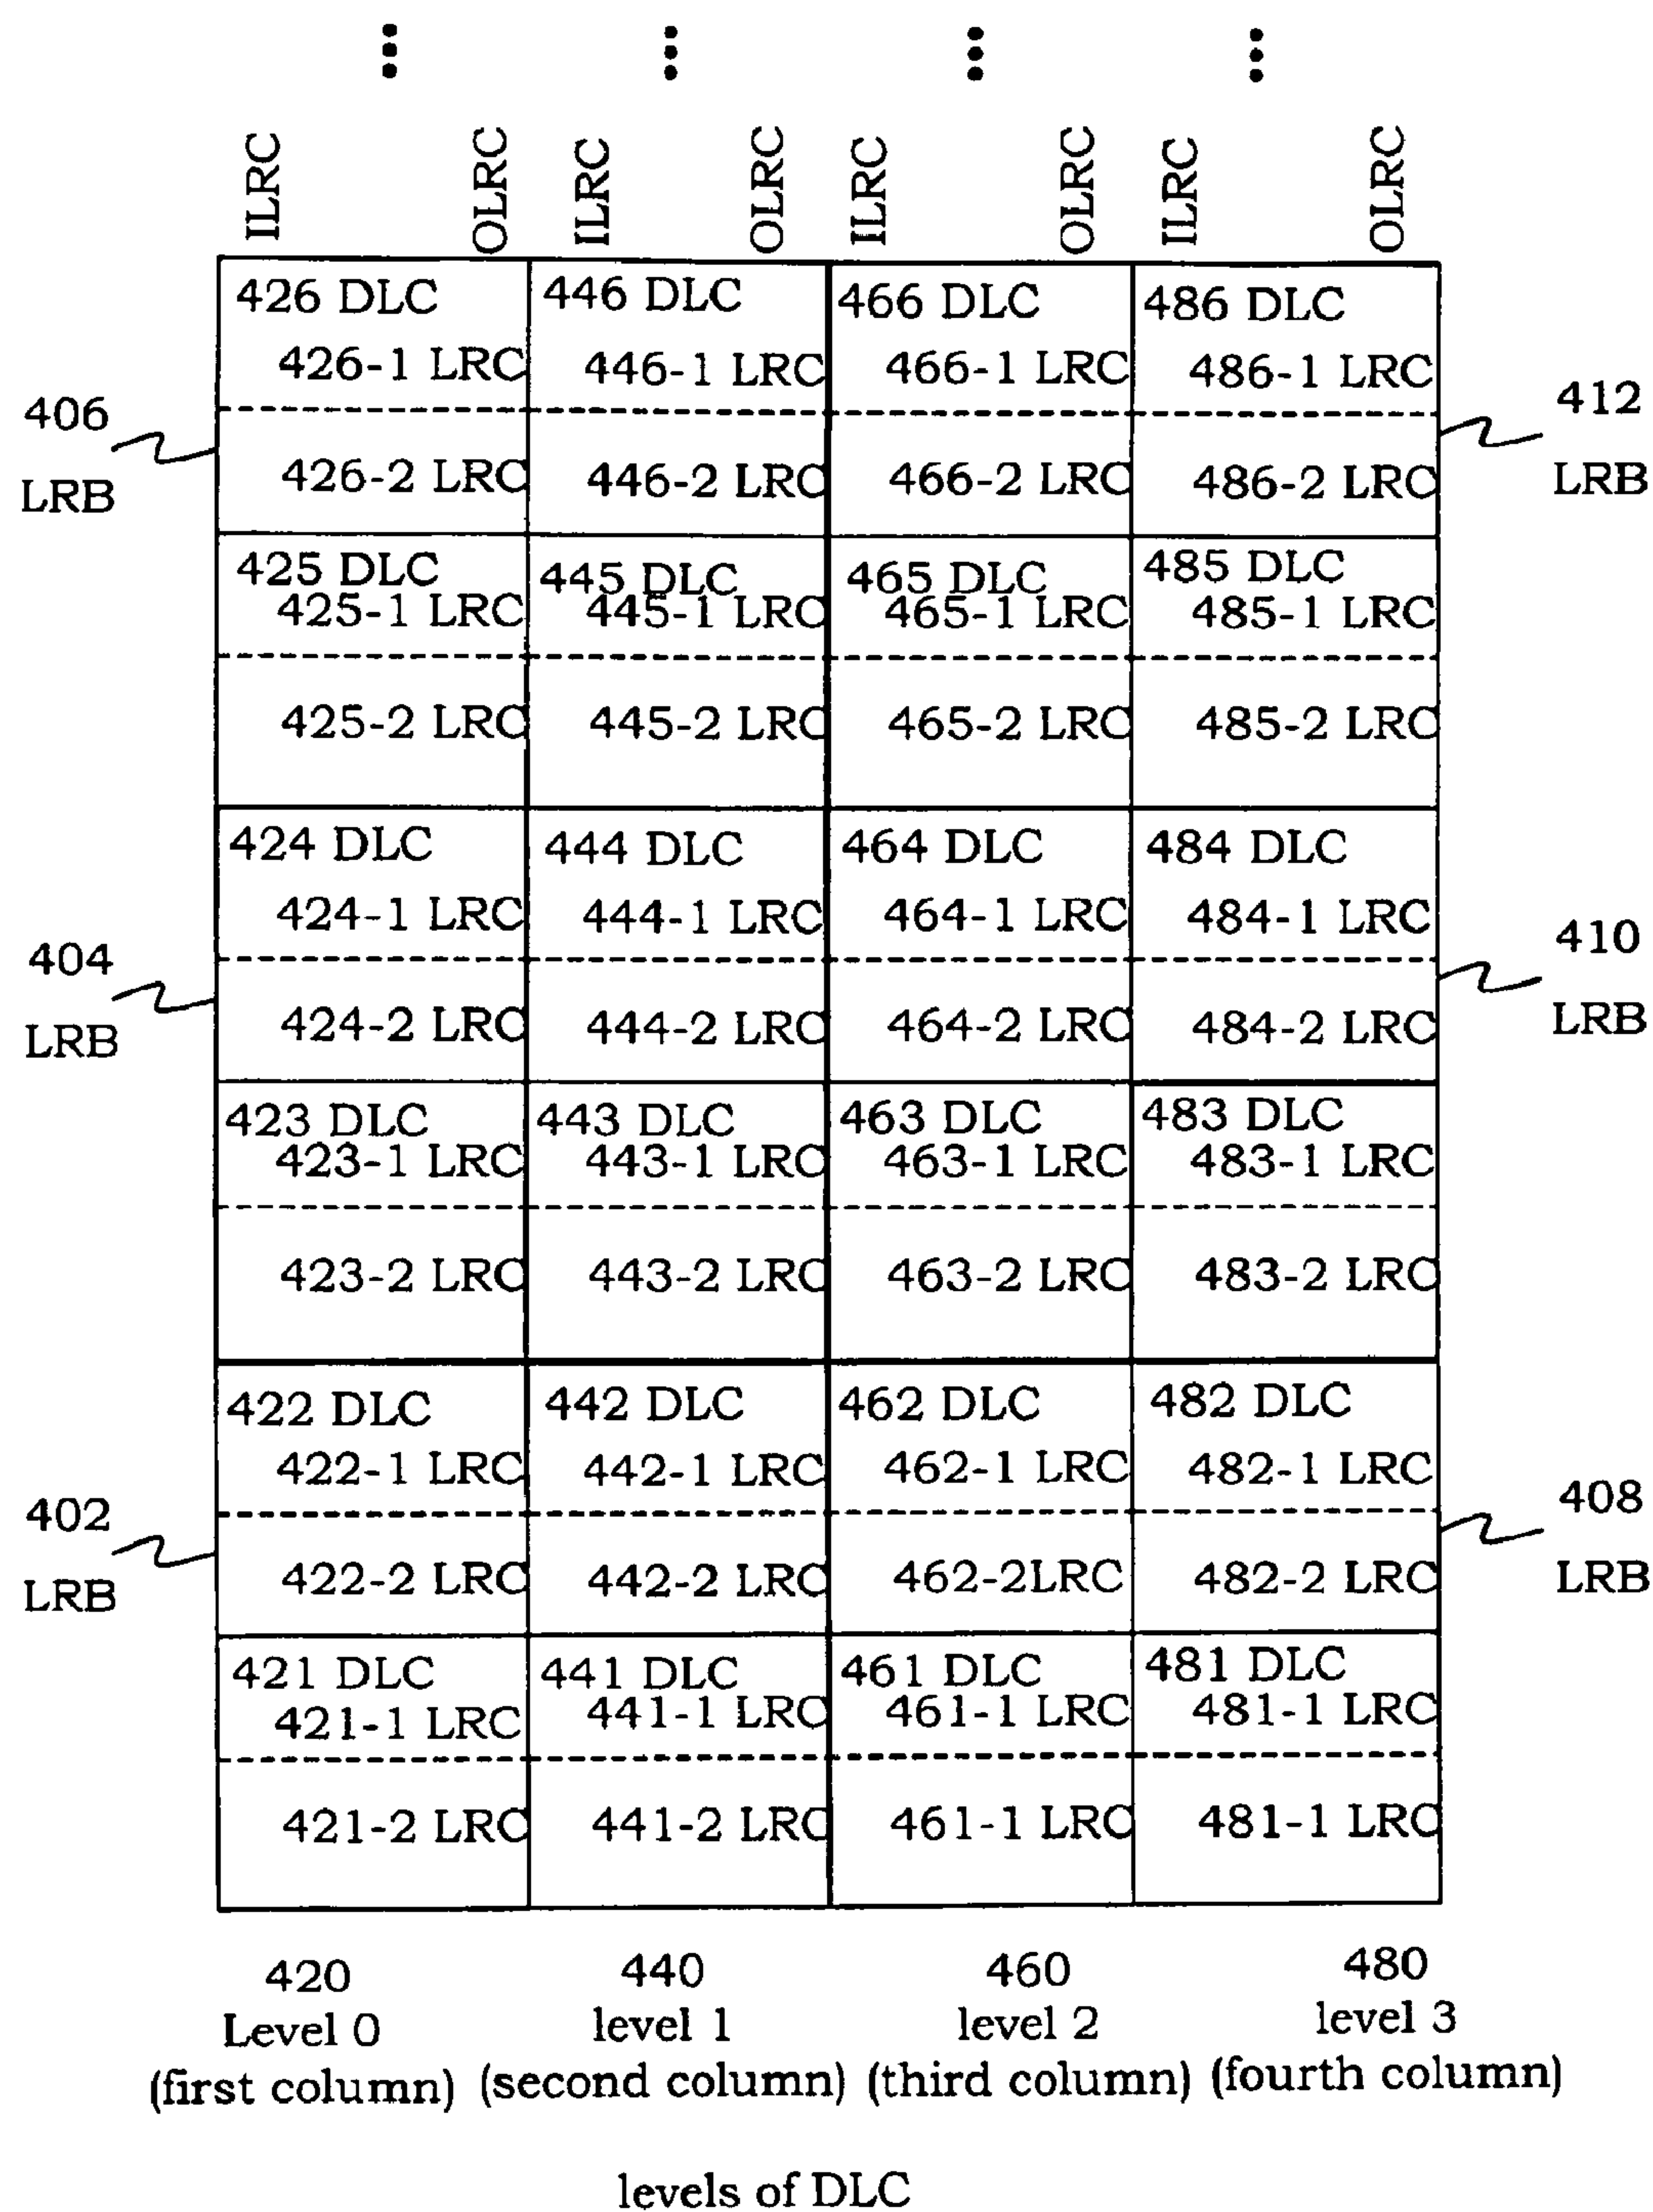 ILRC OLRC ILRC OLRC ILRC OLRC ILRC OLRC
426 DLC 446 DLC 466 DLC 486 DLC
426-1 LRC 446-1 LRC 466-1 LRC 486-1 LRC
406 LRB
412 LRB
426-2 LRC 446-2 LRC 466-2 LRC 486-2 LRC
425 DLC 445 DLC 465 DLC 485 DLC
425-1 LRC 445-1 LRC 465-1 LRC 485-1 LRC
425-2 LRC 445-2 LRC 465-2 LRC 485-2 LRC
424 DLC 444 DLC 464 DLC 484 DLC
424-1 LRC 444-1 LRC 464-1 LRC 484-1 LRC
404 LRB
410 LRB
424-2 LRC 444-2 LRC 464-2 LRC 484-2 LRC
423 DLC 443 DLC 463 DLC 483 DLC
423-1 LRC 443-1 LRC 463-1 LRC 483-1 LRC
423-2 LRC 443-2 LRC 463-2 LRC 483-2 LRC
422 DLC 442 DLC 462 DLC 482 DLC
422-1 LRC 442-1 LRC 462-1 LRC 482-1 LRC
402 LRB
408 LRB
422-2 LRC 442-2 LRC 462-2LRC 482-2 LRC
421 DLC 441 DLC 461 DLC 481 DLC
421-1 LRC 441-1 LRC 461-1 LRC 481-1 LRC
421-2 LRC 441-2 LRC 461-1 LRC 481-1 LRC
420 440 460 480
Level 0 level 1 level 2 level 3
(first column) (second column) (third column) (fourth column)
levels of DLC